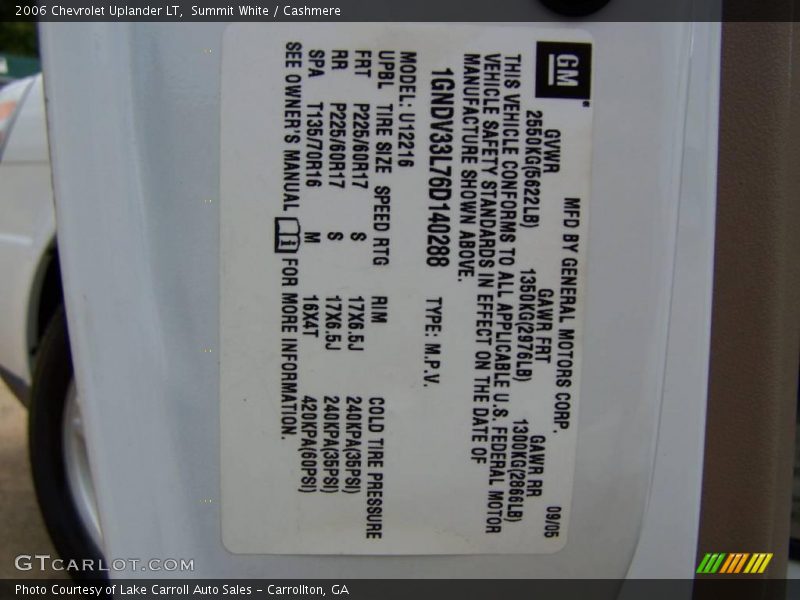 2006 Chevrolet Uplander LT,  Summit White / Cashmere
GM
MFD BY GENERAL MOTORS CORP. 09/05
GVWR GAWR FRT GAWR RR
2550KG(5622LB) 1350KG(2976LB) 1300KG(2866LB)
THIS VEHICLE CONFORMS TO ALL APPLICABLE U.S. FEDERAL MOTOR
VEHICLE SAFETY STANDARDS IN EFFECT ON THE DATE OF
MANUFACTURE SHOWN ABOVE.
1GNDV33L76D140288 TYPE: M.P.V.
MODEL: U12216
UPBL TIRE SIZE SPEED RTG RIM COLD TIRE PRESSURE
FRT P225/60R17 S 17X6.5J 240KPA(35PSI)
RR P225/60R17 S 17X6.5J 240KPA(35PSI)
SPA T135/70R16 M 16X4T 420KPA(60PSI)
SEE OWNER'S MANUAL FOR MORE INFORMATION.
GTCARLOT.COM
Photo Courtesy of Lake Carroll Auto Sales - Carrollton, GA